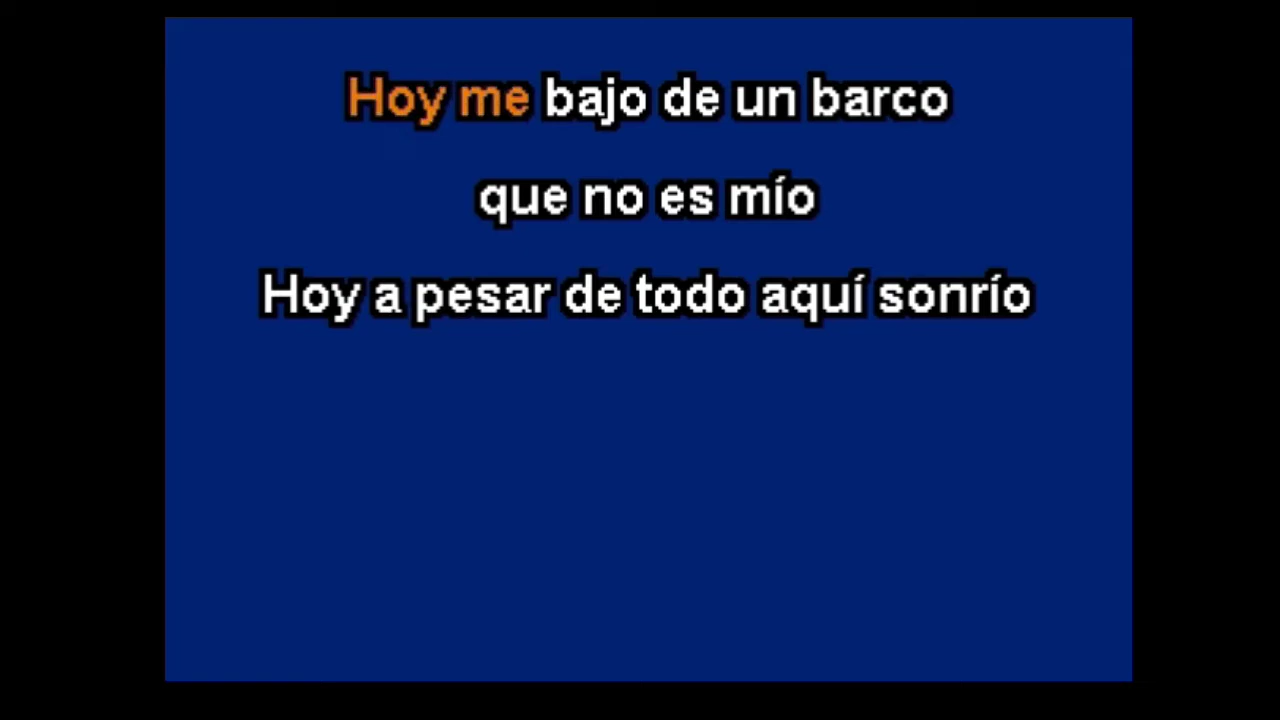 Hoy me bajo de un barco
que no es mío
Hoy a pesar de todo aquí sonrío